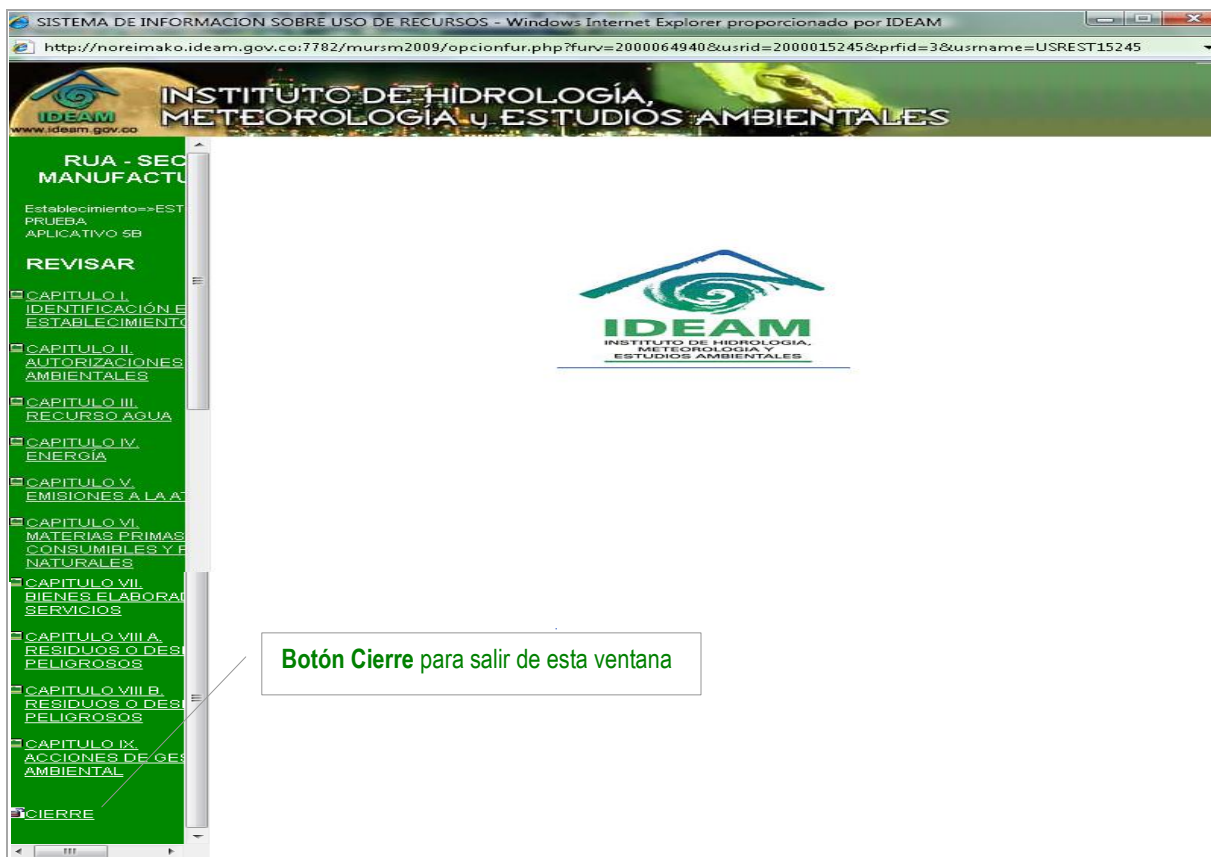 SISTEMA DE INFORMACION SOBRE USO DE RECURSOS - Windows Internet Explorer proporcionado por IDEAM
http://noreimako.ideam.gov.co:7782/mursm2009/opcionfur.php?furv=2000064940&usrid=2000015245&prfid=3&usrname=USREST15245
INSTITUTO DE HIDROLOGÍA,
METEOROLOGÍA y ESTUDIOS AMBIENTALES
IDEAM
www.ideam.gov.co
RUA - SEC
MANUFACTU
Establecimiento=>EST
PRUEBA
APLICATIVO 5B
REVISAR
CAPITULO I.
IDENTIFICACIÓN E
ESTABLECIMIENTO
CAPITULO II.
AUTORIZACIONES
AMBIENTALES
CAPITULO III.
RECURSO AGUA
CAPITULO IV.
ENERGÍA
CAPITULO V.
EMISIONES A LA AT
CAPITULO VI.
MATERIAS PRIMAS
CONSUMIBLES Y R
NATURALES
CAPITULO VII.
BIENES ELABORAD
SERVICIOS
CAPITULO VIII A.
RESIDUOS O DESE
PELIGROSOS
CAPITULO VIII B.
RESIDUOS O DESE
PELIGROSOS
CAPITULO IX.
ACCIONES DE GES
AMBIENTAL
CIERRE
IDEAM
INSTITUTO DE HIDROLOGIA,
METEOROLOGIA Y
ESTUDIOS AMBIENTALES
Botón Cierre para salir de esta ventana